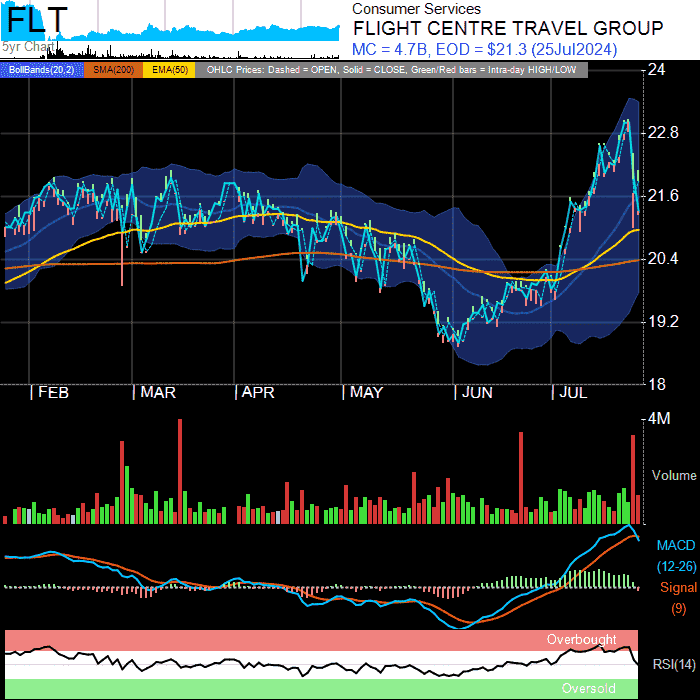 FLT
5yr Chart
Consumer Services
FLIGHT CENTRE TRAVEL GROUP
MC = 4.7B, EOD = $21.3 (25Jul2024)
BollBands(20,2) SMA(200) EMA(50) OHLC Prices: Dashed = OPEN, Solid = CLOSE, Green/Red bars = Intra-day HIGH/LOW
24
22.8
21.6
20.4
19.2
18
| FEB | MAR | APR | MAY | JUN | JUL
4M
Volume
MACD
(12-26)
Signal
(9)
Overbought
RSI(14)
Oversold